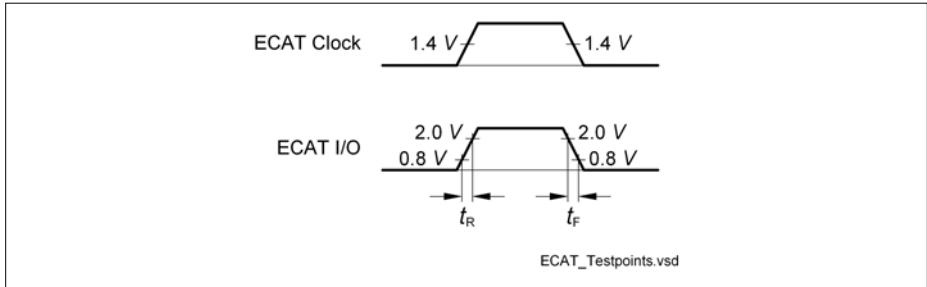 ECAT Clock
1.4 V
1.4 V
ECAT I/O
2.0 V
2.0 V
0.8 V
0.8 V
tR
tF
ECAT_Testpoints.vsd